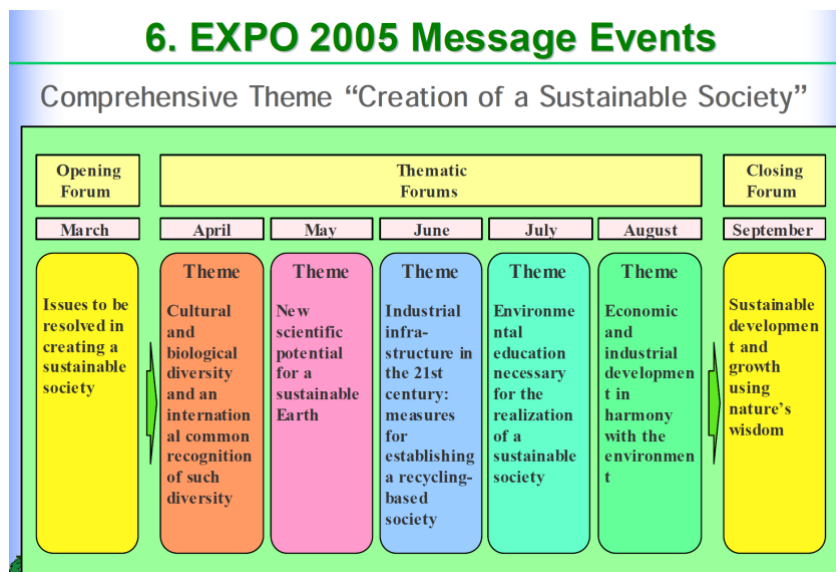 6. EXPO 2005 Message Events
Comprehensive Theme “Creation of a Sustainable Society”
Opening
Forum
Thematic
Forums
Closing
Forum
March
April
May
June
July
August
September
Issues to be
resolved in
creating a
sustainable
society
Theme
Cultural
and
biological
diversity
and an
internation
al common
recognition
of such
diversity
Theme
New
scientific
potential
for a
sustainable
Earth
Theme
Industrial
infra-
structure in
the 21st
century:
measures
for
establishing
a recycling-
based
society
Theme
Environme
ntal
education
necessary
for the
realization
of a
sustainable
society
Theme
Economic
and
industrial
developmen
t in
harmony
with the
environmen
t
Sustainable
developmen
t and
growth
using
nature’s
wisdom